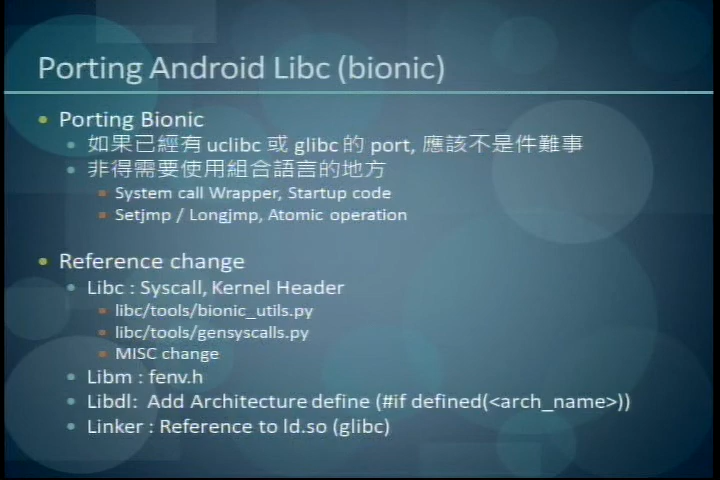 Porting Android Libc (bionic)
Porting Bionic
如果已經有 uclibc 或 glibc 的 port, 應該不是件難事
非得需要使用組合語言的地方
System call Wrapper, Startup code
Setjmp / Longjmp, Atomic operation
Reference change
Libc : Syscall, Kernel Header
libc/tools/bionic_utils.py
libc/tools/gensyscalls.py
MISC change
Libm : fenv.h
Libdl: Add Architecture define (#if defined(<arch_name>))
Linker : Reference to ld.so (glibc)